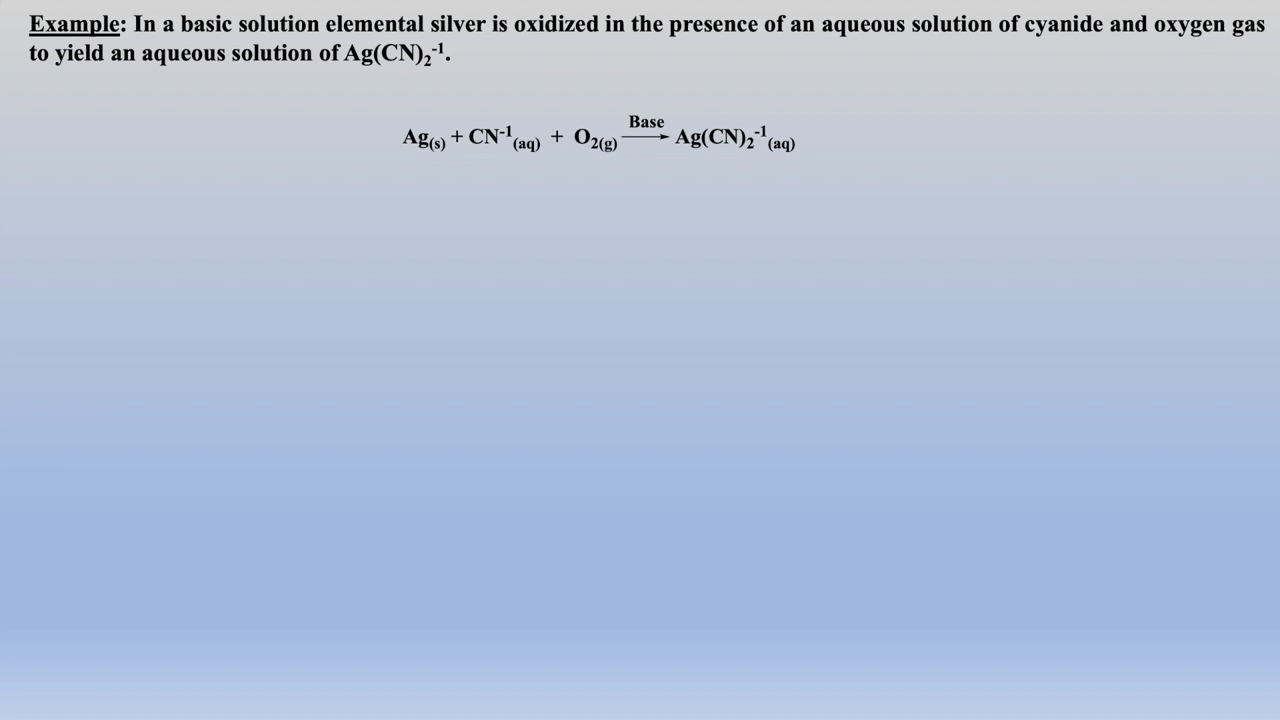 Example: In a basic solution elemental silver is oxidized in the presence of an aqueous solution of cyanide and oxygen gas
to yield an aqueous solution of Ag(CN)₂⁻¹.
Ag₍s₎ + CN⁻¹(aq) + O₂(g) Base → Ag(CN)₂⁻¹(aq)